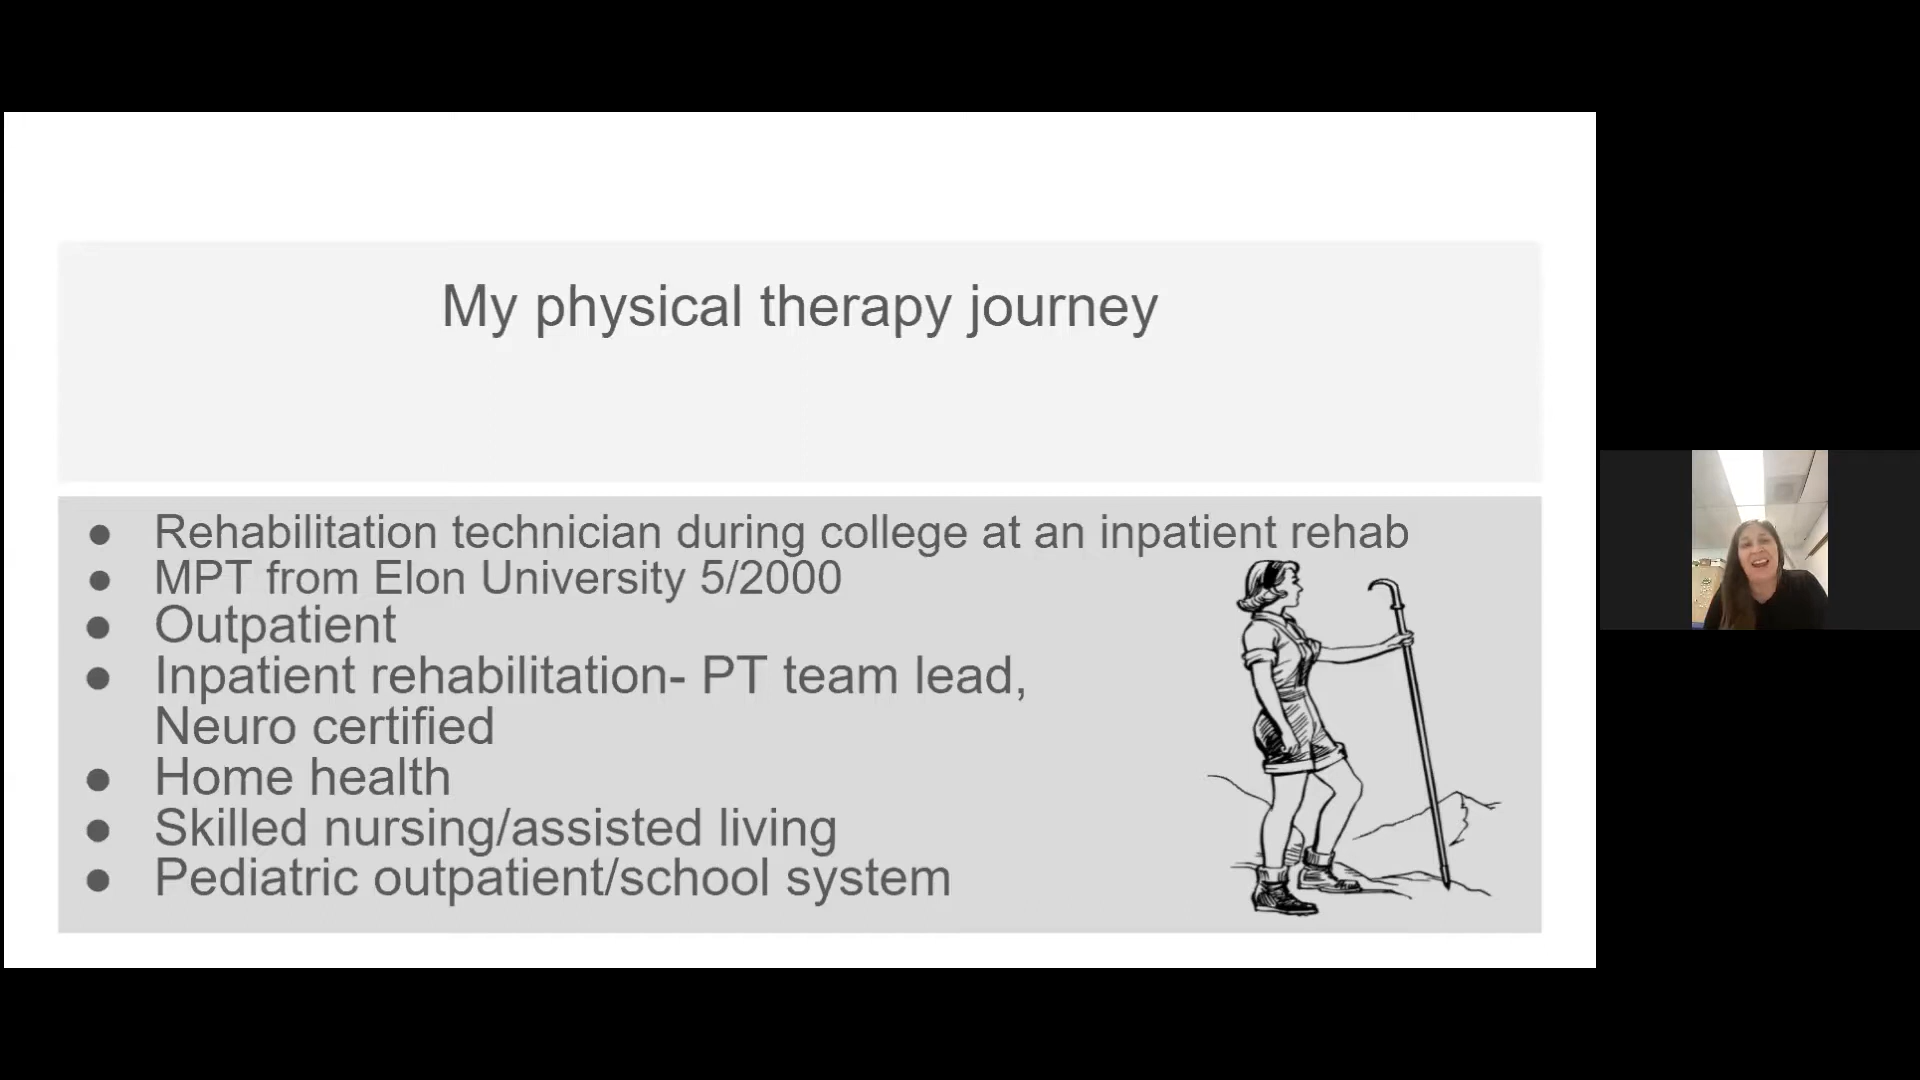 My physical therapy journey
● Rehabilitation technician during college at an inpatient rehab
● MPT from Elon University 5/2000
● Outpatient
● Inpatient rehabilitation- PT team lead,
Neuro certified
● Home health
● Skilled nursing/assisted living
● Pediatric outpatient/school system